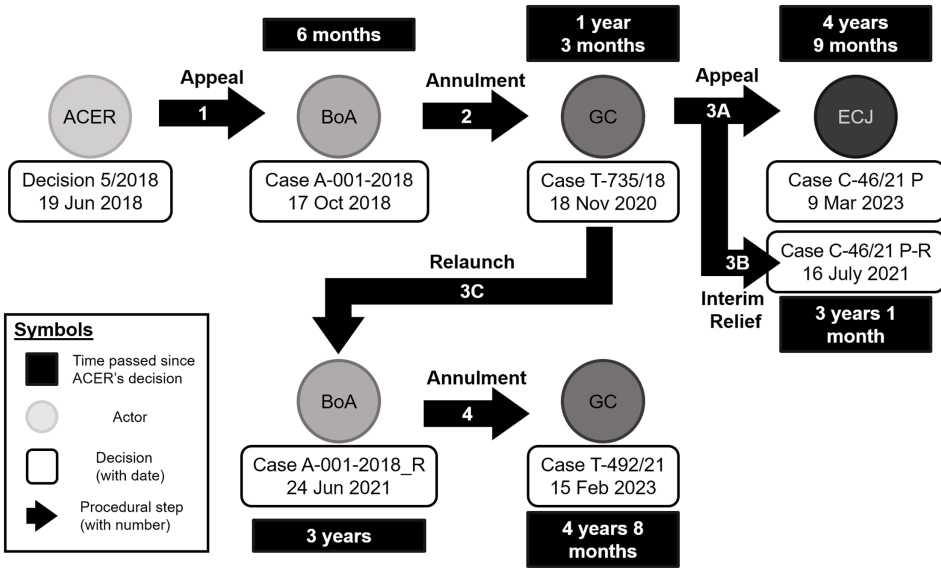 6 months
1 year
3 months
4 years
9 months
Appeal
Annulment
Appeal
ACER
1
BoA
2
GC
3A
ECJ
Decision 5/2018
19 Jun 2018
Case A-001-2018
17 Oct 2018
Case T-735/18
18 Nov 2020
Case C-46/21 P
9 Mar 2023
3B
Case C-46/21 P-R
16 July 2021
Interim
Relief
3 years 1
month
Relaunch
3C
BoA
Annulment
4
GC
Case A-001-2018_R
24 Jun 2021
Case T-492/21
15 Feb 2023
3 years
4 years 8
months
Symbols
Time passed since
ACER's decision
Actor
Decision
(with date)
Procedural step
(with number)